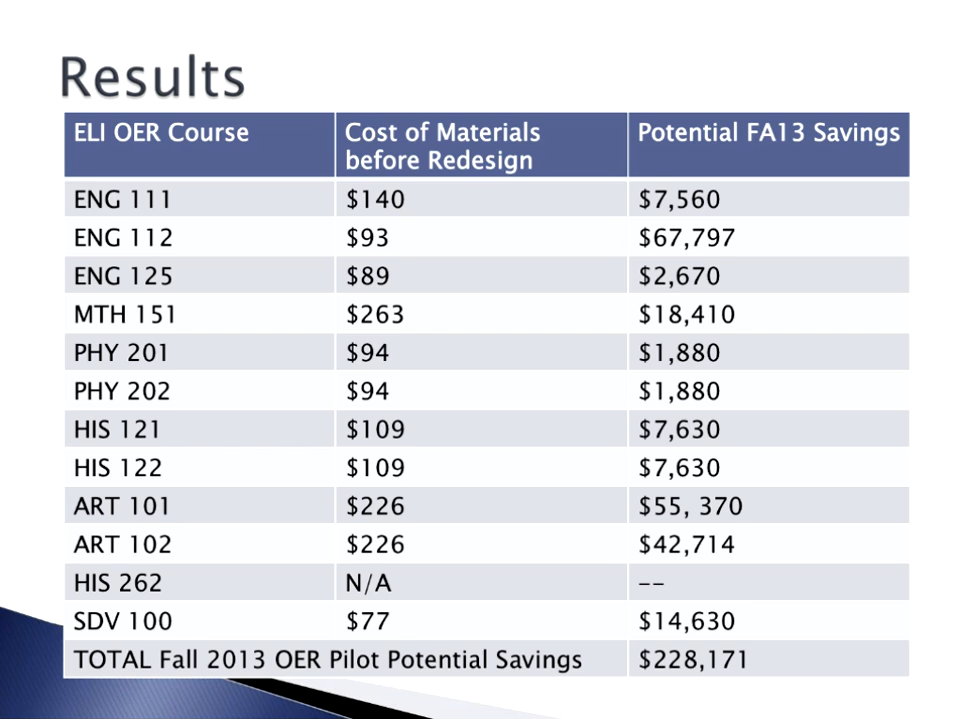 Results
ELI OER Course Cost of Materials before Redesign Potential FA13 Savings
ENG 111 $140 $7,560
ENG 112 $93 $67,797
ENG 125 $89 $2,670
MTH 151 $263 $18,410
PHY 201 $94 $1,880
PHY 202 $94 $1,880
HIS 121 $109 $7,630
HIS 122 $109 $7,630
ART 101 $226 $55, 370
ART 102 $226 $42,714
HIS 262 N/A --
SDV 100 $77 $14,630
TOTAL Fall 2013 OER Pilot Potential Savings $228,171